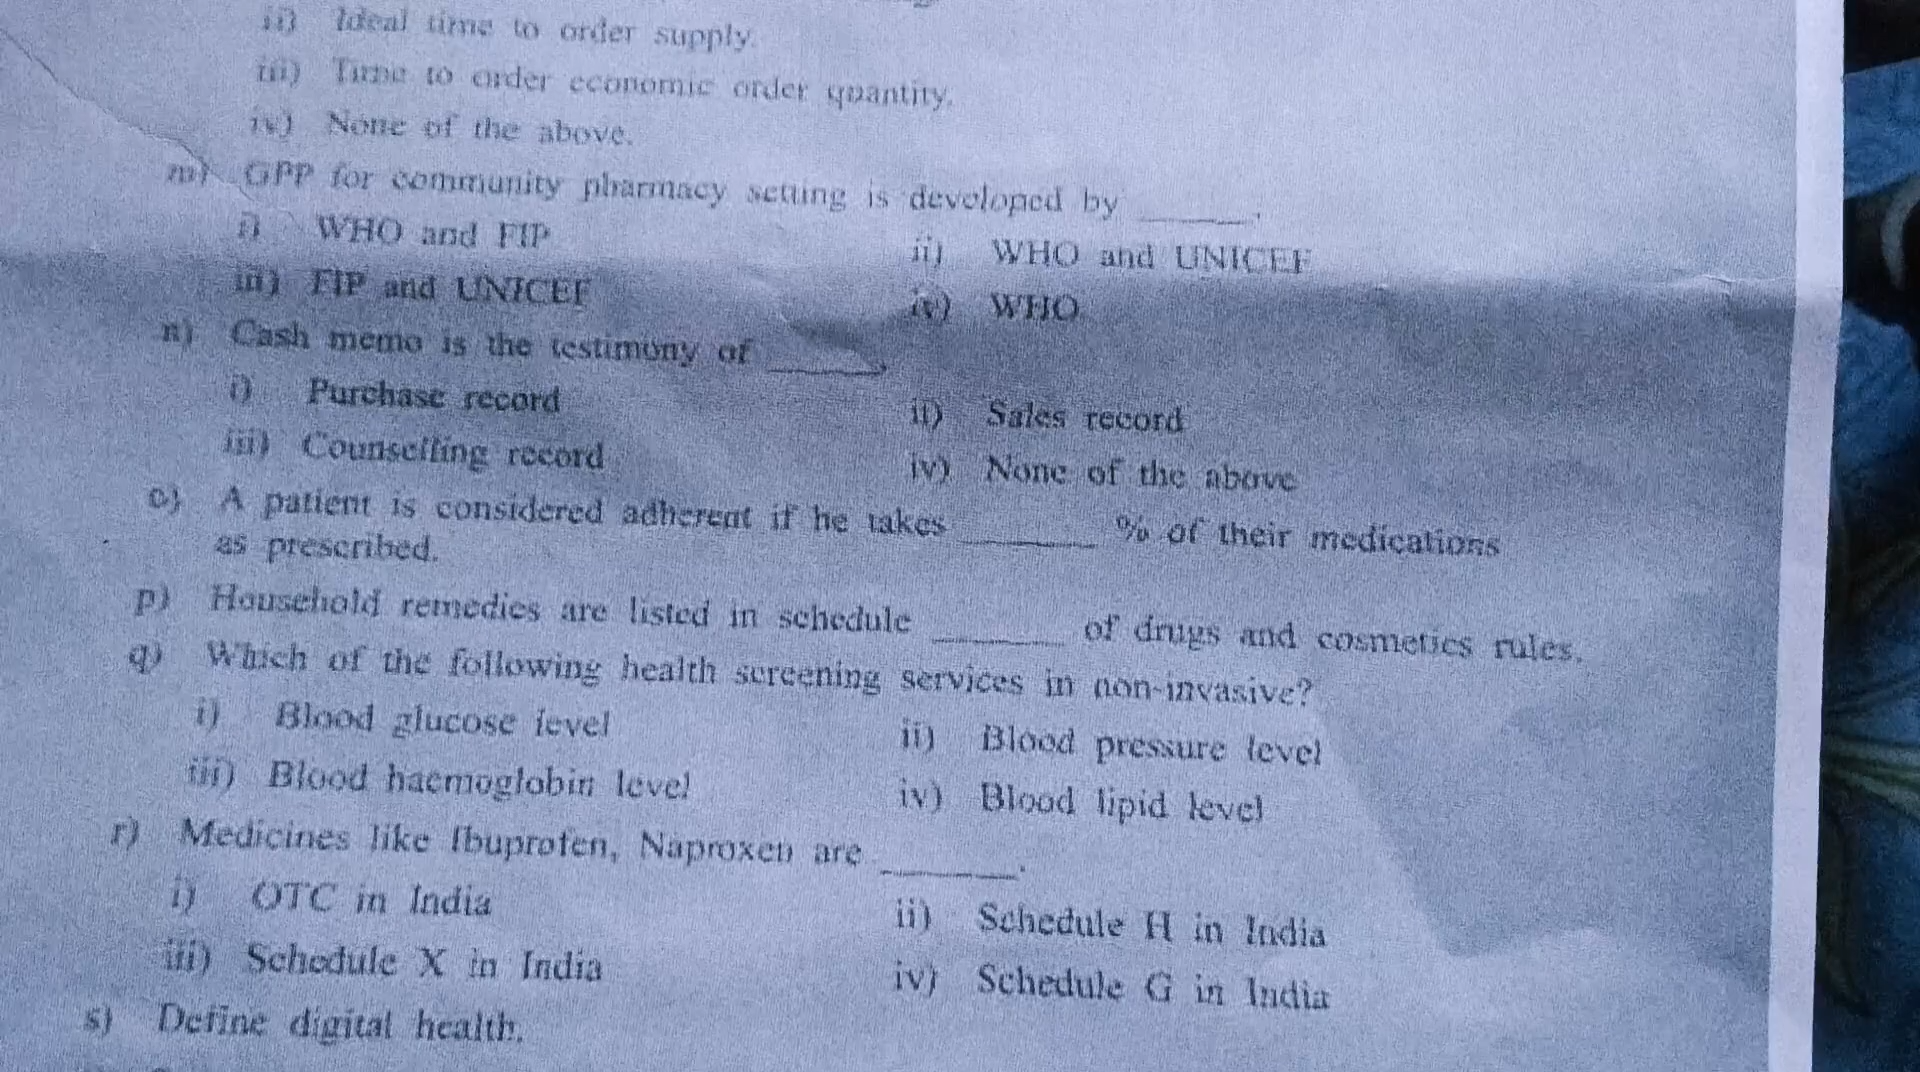 ii) Ideal time to order supply.
iii) Time to order economic order quantity.
iv) None of the above.
m) GPP for community pharmacy setting is developed by ______.
i) WHO and FIP ii) WHO and UNICEF
iii) FIP and UNICEF iv) WHO
n) Cash memo is the testimony of ______.
i) Purchase record ii) Sales record
iii) Counselling record iv) None of the above
o) A patient is considered adherent if he takes ______ % of their medications
as prescribed.
p) Household remedies are listed in schedule ______ of drugs and cosmetics rules.
q) Which of the following health screening services in non-invasive?
i) Blood glucose level ii) Blood pressure level
iii) Blood haemoglobin level iv) Blood lipid level
r) Medicines like Ibuprofen, Naproxen are ______.
i) OTC in India ii) Schedule H in India
iii) Schedule X in India iv) Schedule G in India
s) Define digital health.